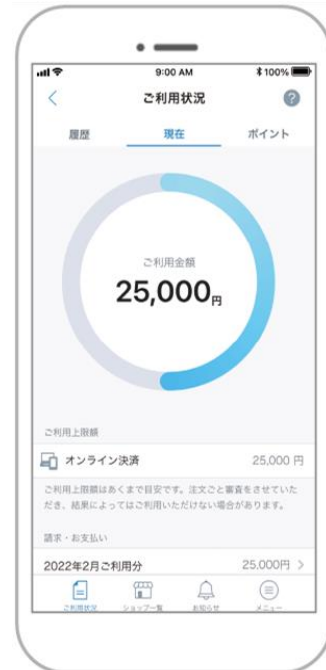 9:00 AM
100%
ご利用状況
?
履歴
現在
ポイント
ご利用金額
25,000円
ご利用上限額
オンライン決済
25,000 円
ご利用上限額はあくまで目安です。注文ごと審査をさせていただ
き、結果によってはご利用いただけない場合があります。
請求・お支払い
2022年2月ご利用分
25,000円
ご利用状況
ショップ一覧
お知らせ
メニュー